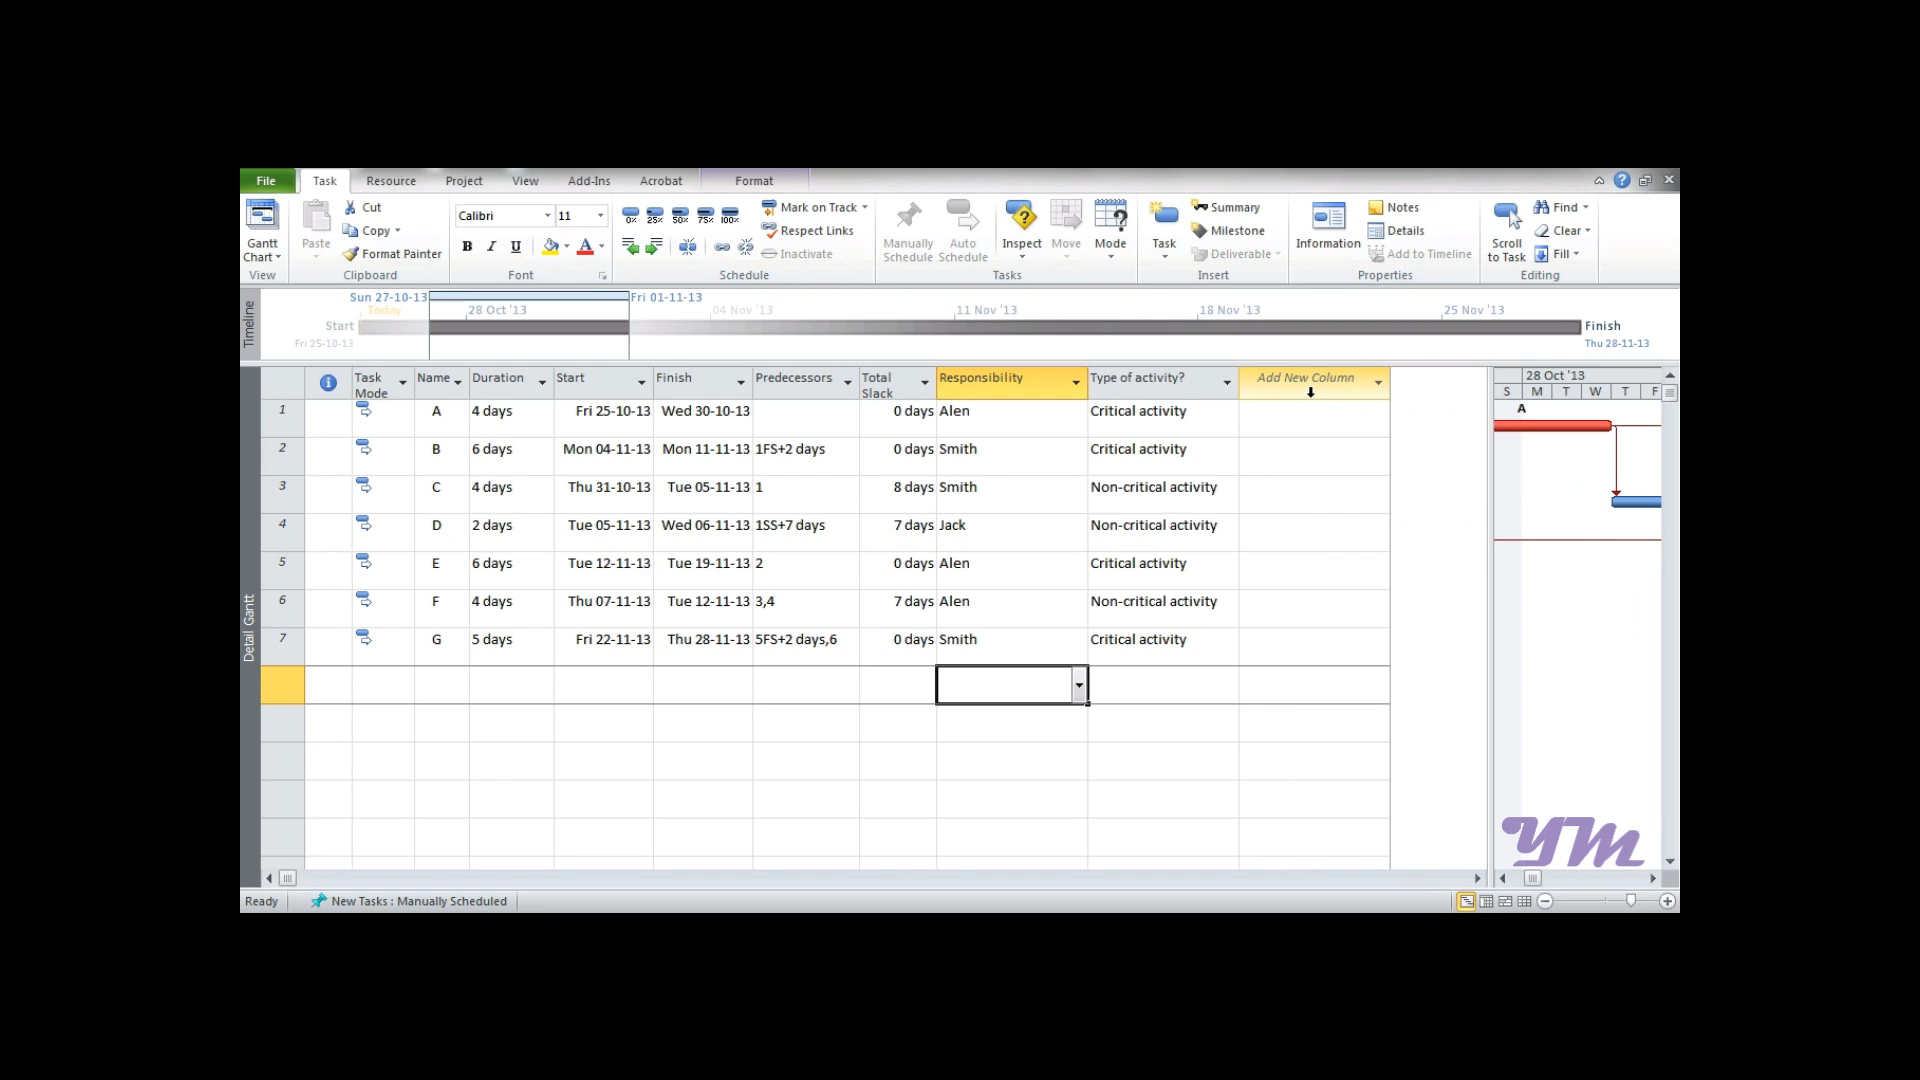 File Task Resource Project View Add-Ins Acrobat Format
Gantt Chart
View
Paste
Cut
Copy
Format Painter
Clipboard
Calibri 11
B I U A
Font
0% 25% 50% 75% 100%
Mark on Track
Respect Links
Inactivate
Schedule
Manually Schedule
Auto Schedule
Inspect
Move
Mode
Tasks
Task
Summary
Milestone
Deliverable
Insert
Information
Notes
Details
Add to Timeline
Properties
Scroll to Task
Find
Clear
Fill
Editing
Timeline
Sun 27-10-13 Fri 01-11-13
Today 28 Oct '13 04 Nov '13 11 Nov '13 18 Nov '13 25 Nov '13
Start Finish
Fri 25-10-13 Thu 28-11-13
Detail Gantt
Task Mode Name Duration Start Finish Predecessors Total Slack Responsibility Type of activity? Add New Column
1 A 4 days Fri 25-10-13 Wed 30-10-13 0 days Alen Critical activity
2 B 6 days Mon 04-11-13 Mon 11-11-13 1FS+2 days 0 days Smith Critical activity
3 C 4 days Thu 31-10-13 Tue 05-11-13 1 8 days Smith Non-critical activity
4 D 2 days Tue 05-11-13 Wed 06-11-13 1SS+7 days 7 days Jack Non-critical activity
5 E 6 days Tue 12-11-13 Tue 19-11-13 2 0 days Alen Critical activity
6 F 4 days Thu 07-11-13 Tue 12-11-13 3,4 7 days Alen Non-critical activity
7 G 5 days Fri 22-11-13 Thu 28-11-13 5FS+2 days,6 0 days Smith Critical activity
28 Oct '13
S M T W T F
A
YM
Ready New Tasks : Manually Scheduled